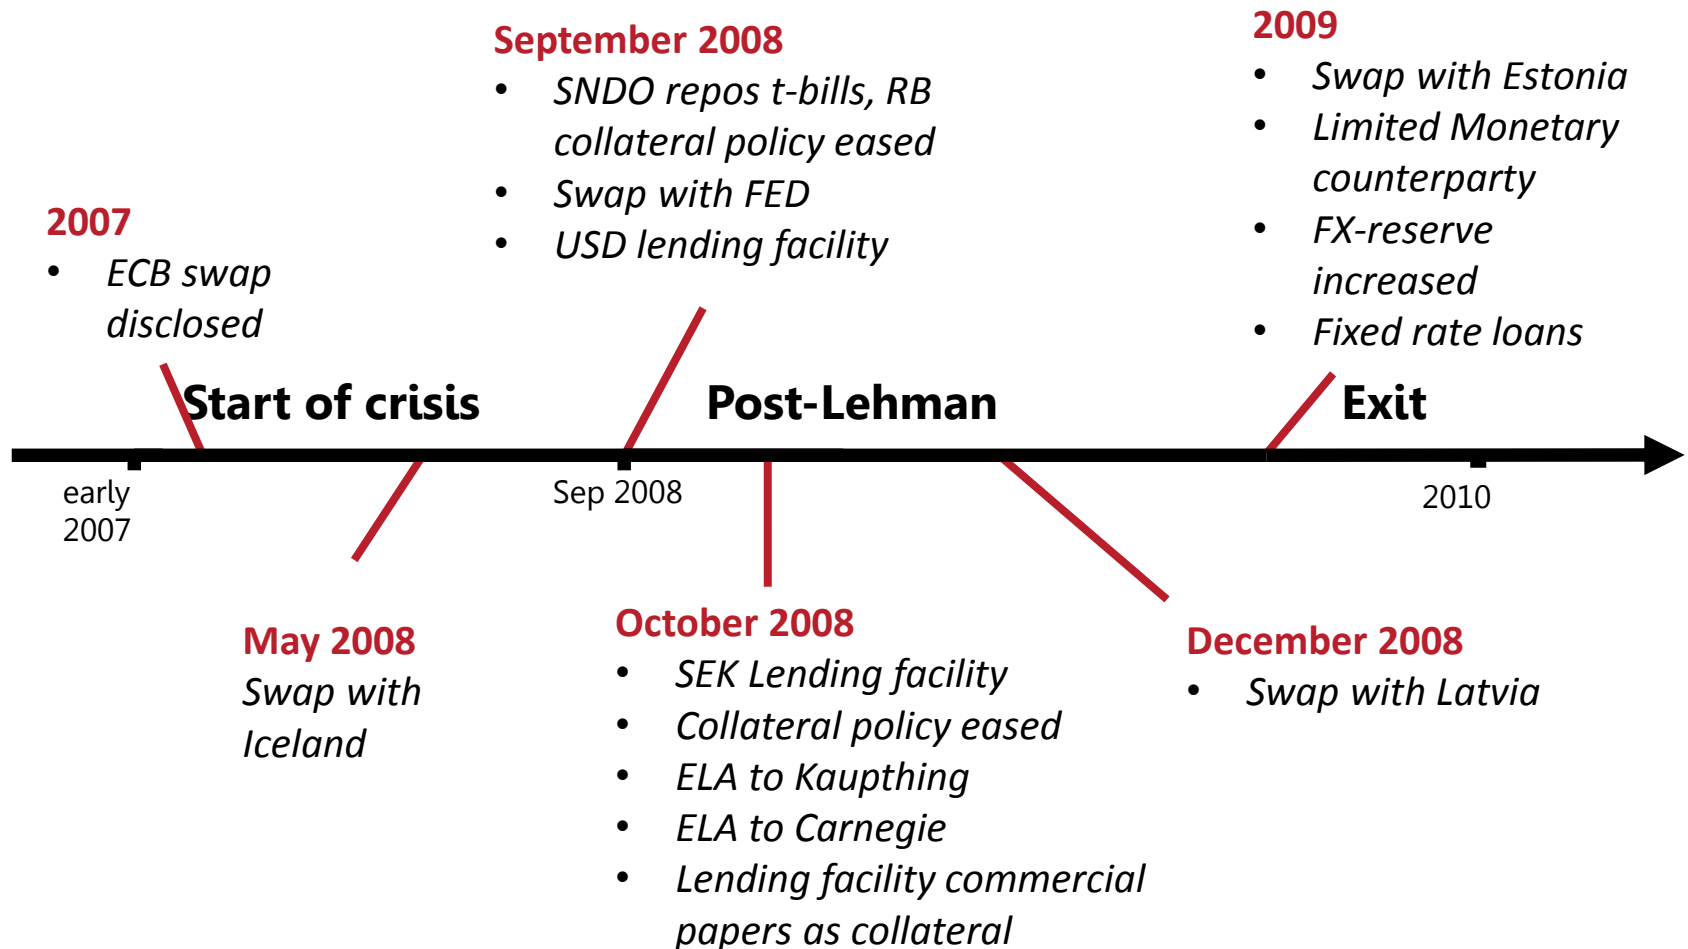 September 2008
• SNDO repos t-bills, RB
collateral policy eased
• Swap with FED
• USD lending facility
2009
• Swap with Estonia
• Limited Monetary
counterparty
• FX-reserve
increased
• Fixed rate loans
2007
• ECB swap
disclosed
Start of crisis
Post-Lehman
Exit
early
2007
Sep 2008
2010
May 2008
Swap with
Iceland
October 2008
• SEK Lending facility
• Collateral policy eased
• ELA to Kaupthing
• ELA to Carnegie
• Lending facility commercial
papers as collateral
December 2008
• Swap with Latvia